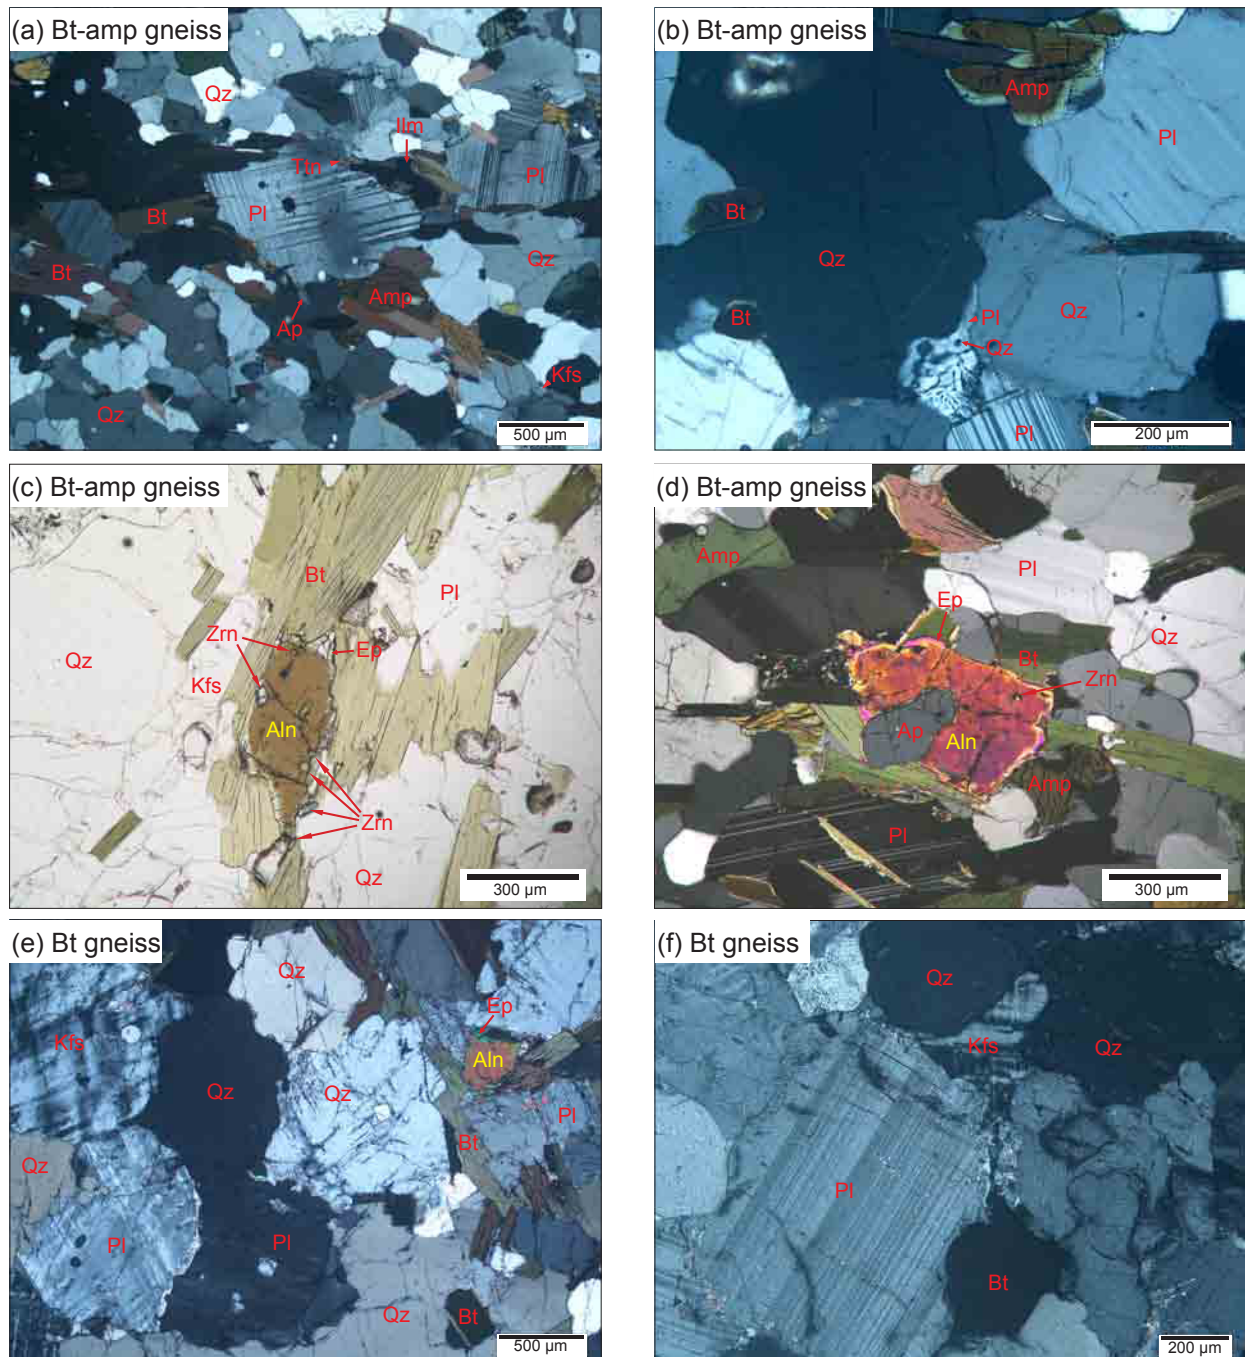 (a) Bt-amp gneiss
Qz
Ilm
Ttn
Pl
Pl
Bt
Qz
Bt
Amp
Ap
Kfs
Qz
500 µm
(b) Bt-amp gneiss
Amp
Pl
Bt
Qz
Bt
Pl
Qz
Qz
Pl
200 µm
(c) Bt-amp gneiss
Bt
Pl
Zrn
Ep
Qz
Kfs
Aln
Zrn
Qz
300 µm
(d) Bt-amp gneiss
Amp
Pl
Ep
Qz
Bt
Zrn
Ap
Aln
Amp
Pl
300 µm
(e) Bt gneiss
Qz
Ep
Kfs
Aln
Qz
Qz
Pl
Bt
Qz
Pl
Pl
Qz
Bt
500 µm
(f) Bt gneiss
Qz
Kfs
Qz
Pl
Bt
200 µm